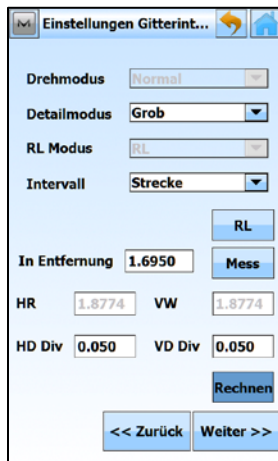 Einstellungen Gitterint...
Drehmodus Normal
Detailmodus Grob
RL Modus RL
Intervall Strecke
RL
In Entfernung 1.6950 Mess
HR 1.8774 VW 1.8774
HD Div 0.050 VD Div 0.050
Rechnen
<< Zurück Weiter >>